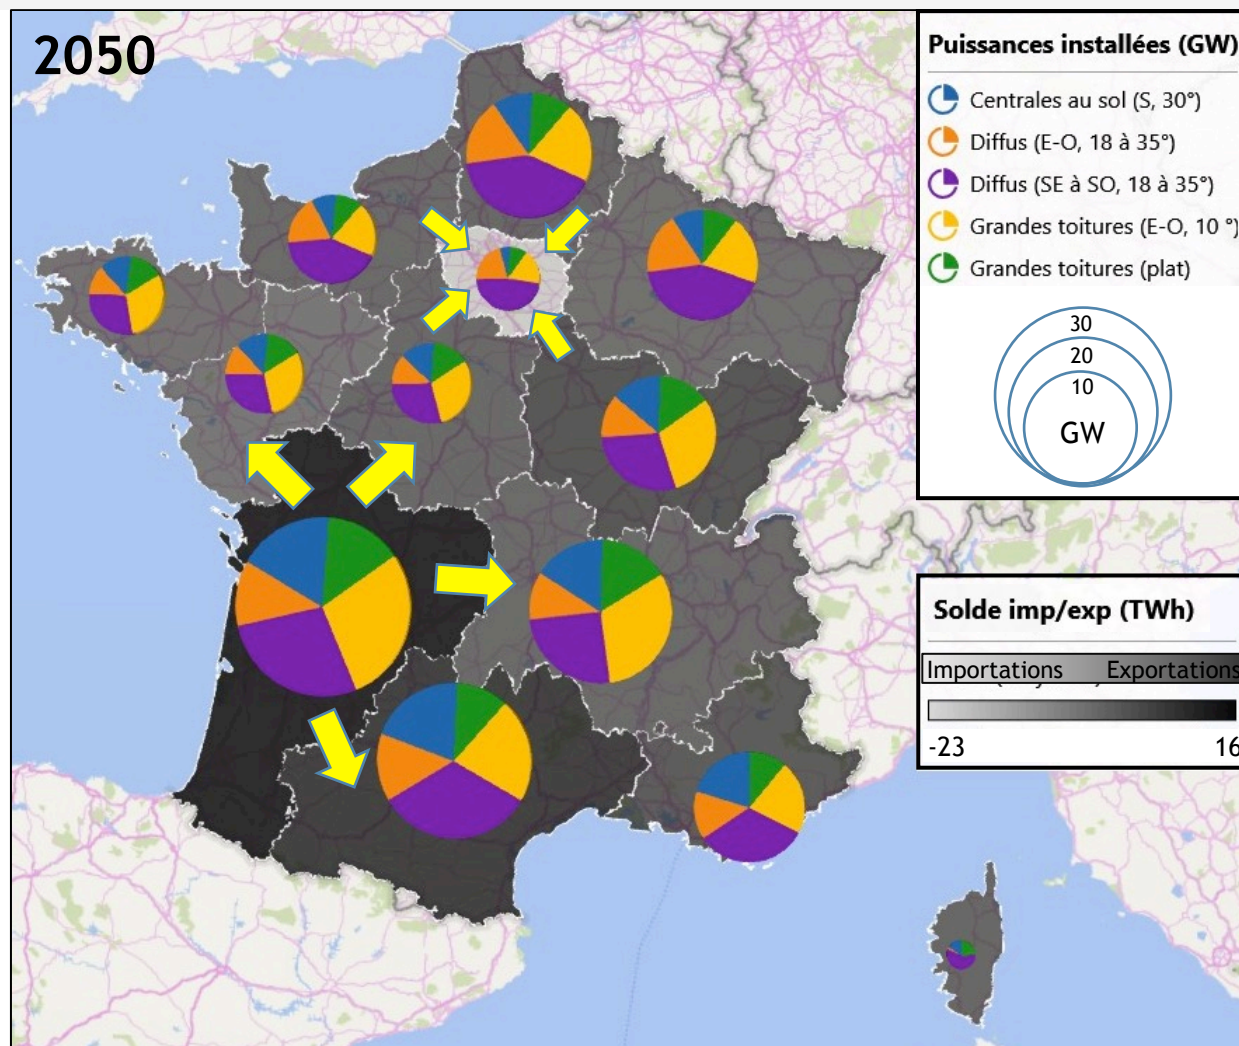 2050
Puissances installées (GW)
Centrales au sol (S, 30°)
Diffus (E-O, 18 à 35°)
Diffus (SE à SO, 18 à 35°)
Grandes toitures (E-O, 10 °)
Grandes toitures (plat)
30
20
10
GW
Solde imp/exp (TWh)
Importations Exportations
-23 16